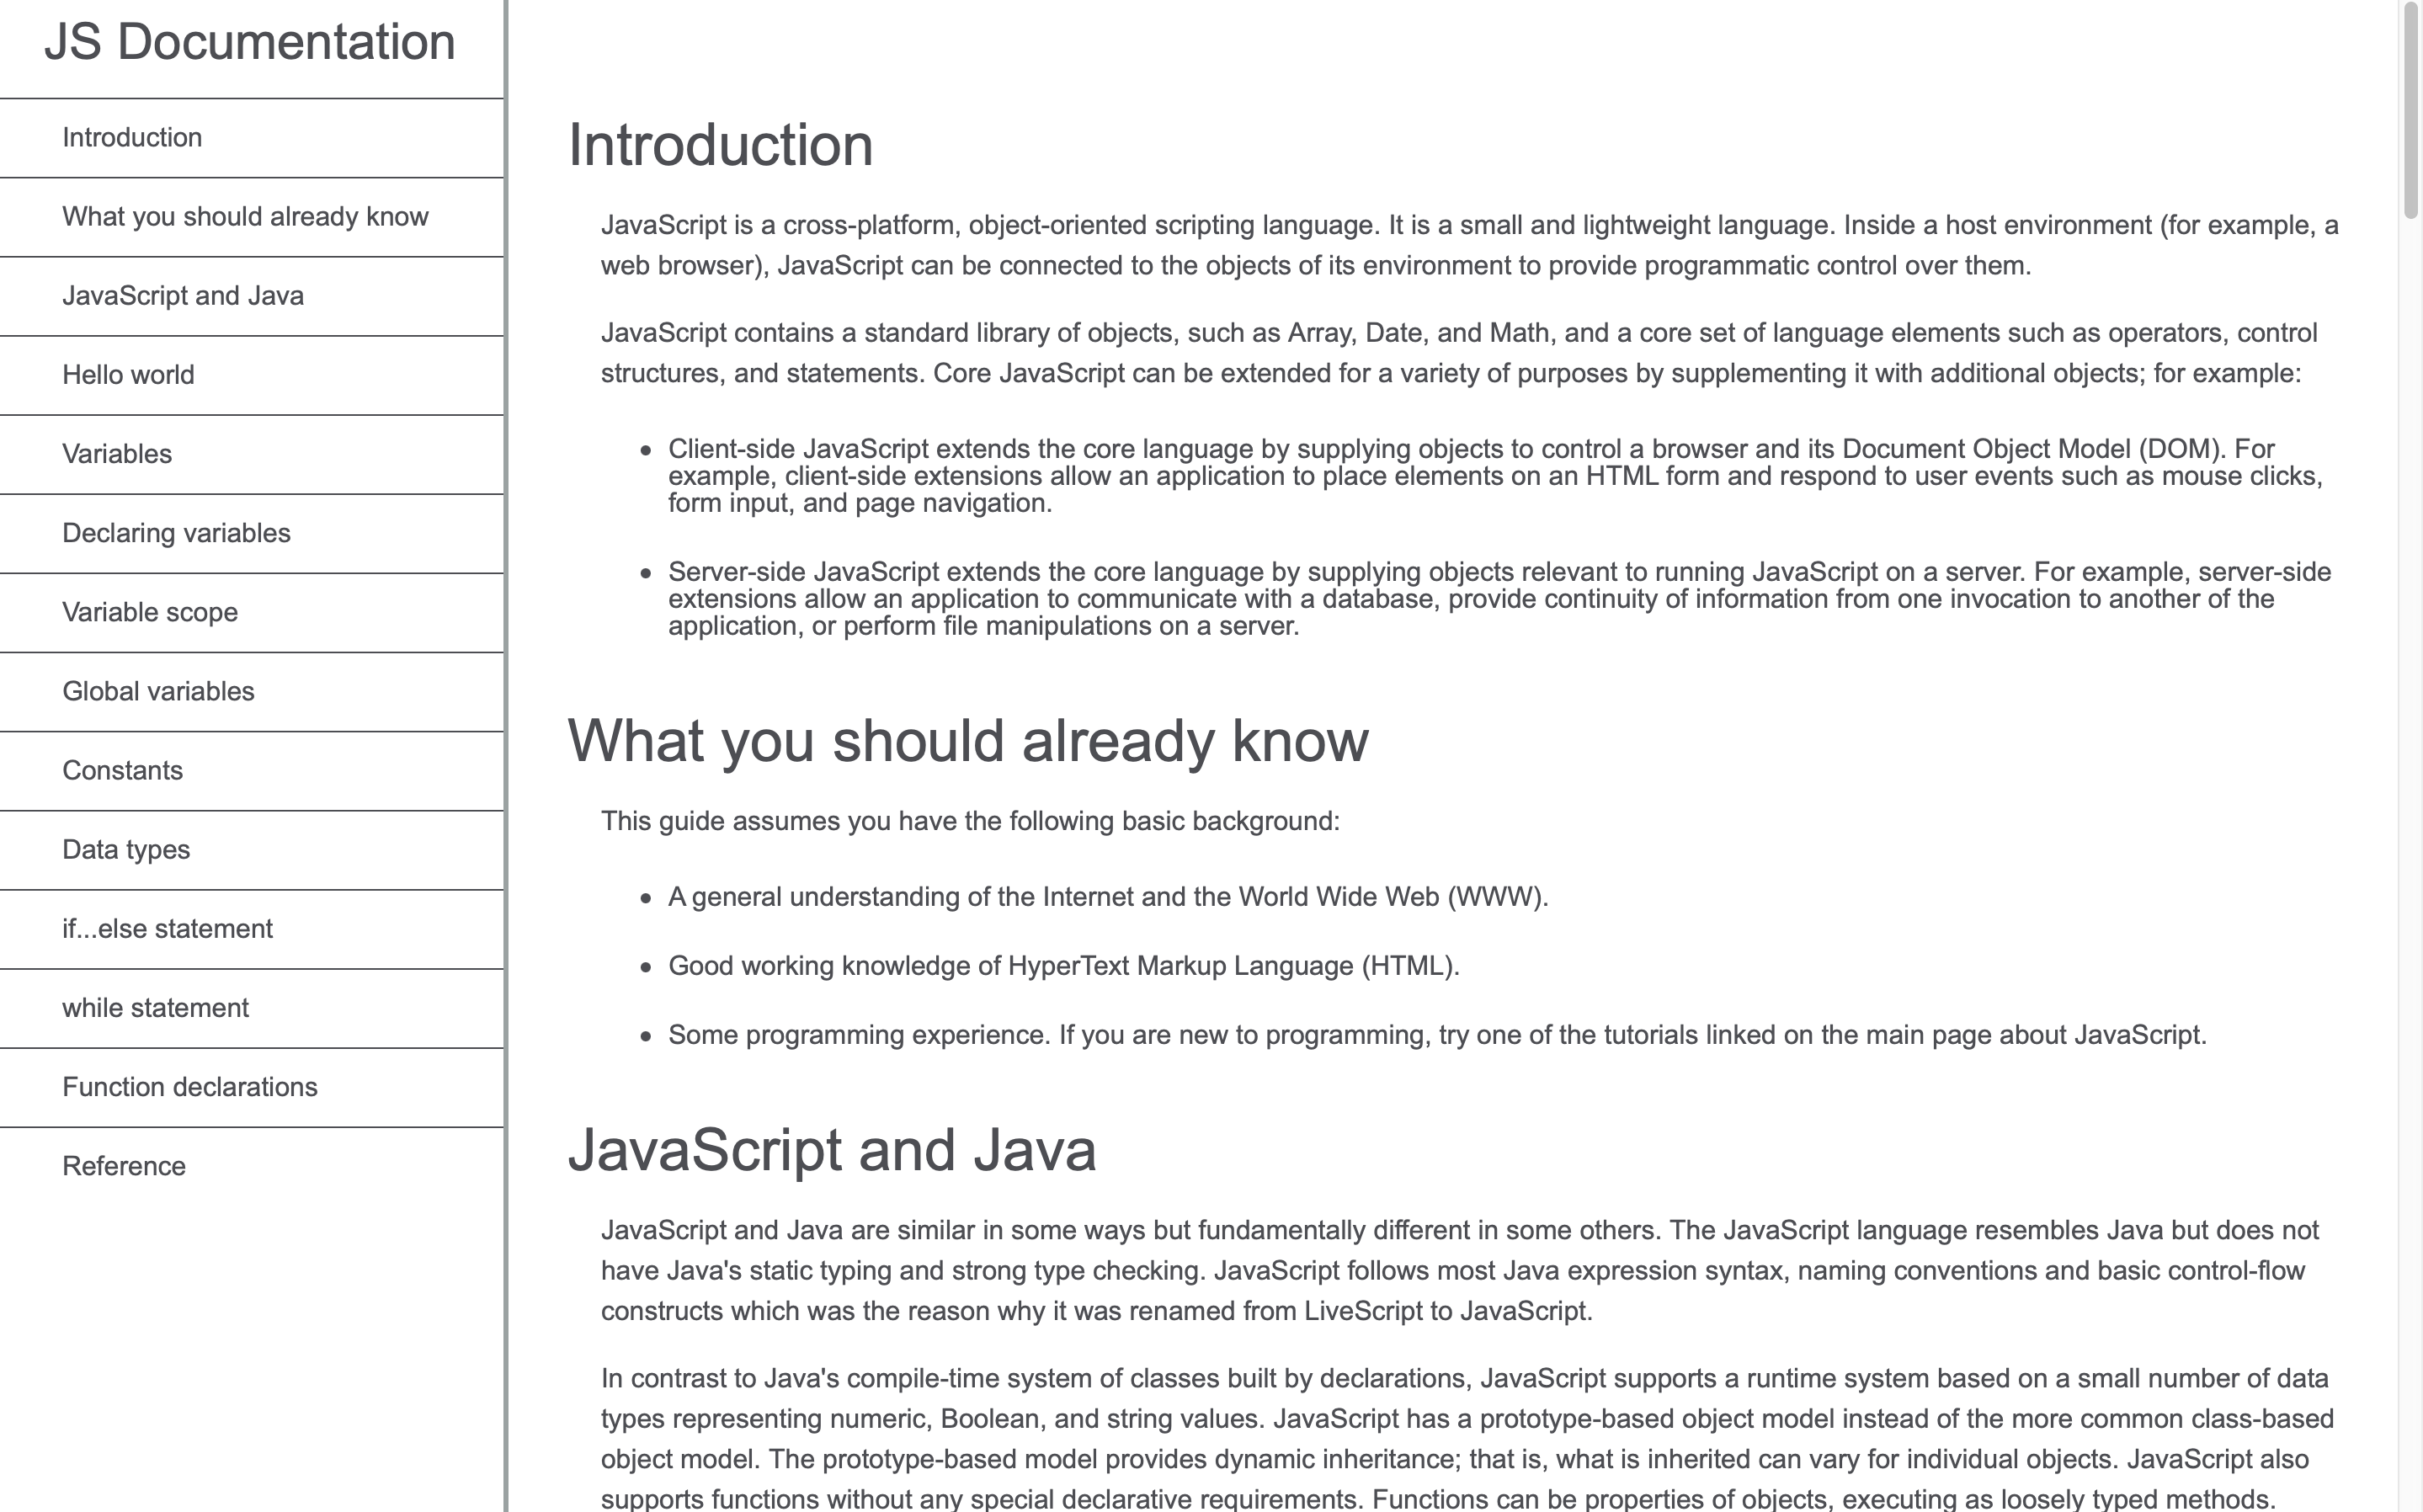 JS Documentation
Introduction
What you should already know
JavaScript and Java
Hello world
Variables
Declaring variables
Variable scope
Global variables
Constants
Data types
if...else statement
while statement
Function declarations
Reference
Introduction
JavaScript is a cross-platform, object-oriented scripting language. It is a small and lightweight language. Inside a host environment (for example, a
web browser), JavaScript can be connected to the objects of its environment to provide programmatic control over them.
JavaScript contains a standard library of objects, such as Array, Date, and Math, and a core set of language elements such as operators, control
structures, and statements. Core JavaScript can be extended for a variety of purposes by supplementing it with additional objects; for example:
• Client-side JavaScript extends the core language by supplying objects to control a browser and its Document Object Model (DOM). For
example, client-side extensions allow an application to place elements on an HTML form and respond to user events such as mouse clicks,
form input, and page navigation.
• Server-side JavaScript extends the core language by supplying objects relevant to running JavaScript on a server. For example, server-side
extensions allow an application to communicate with a database, provide continuity of information from one invocation to another of the
application, or perform file manipulations on a server.
What you should already know
This guide assumes you have the following basic background:
• A general understanding of the Internet and the World Wide Web (WWW).
• Good working knowledge of HyperText Markup Language (HTML).
• Some programming experience. If you are new to programming, try one of the tutorials linked on the main page about JavaScript.
JavaScript and Java
JavaScript and Java are similar in some ways but fundamentally different in some others. The JavaScript language resembles Java but does not
have Java's static typing and strong type checking. JavaScript follows most Java expression syntax, naming conventions and basic control-flow
constructs which was the reason why it was renamed from LiveScript to JavaScript.
In contrast to Java's compile-time system of classes built by declarations, JavaScript supports a runtime system based on a small number of data
types representing numeric, Boolean, and string values. JavaScript has a prototype-based object model instead of the more common class-based
object model. The prototype-based model provides dynamic inheritance; that is, what is inherited can vary for individual objects. JavaScript also
supports functions without any special declarative requirements. Functions can be properties of objects, executing as loosely typed methods.